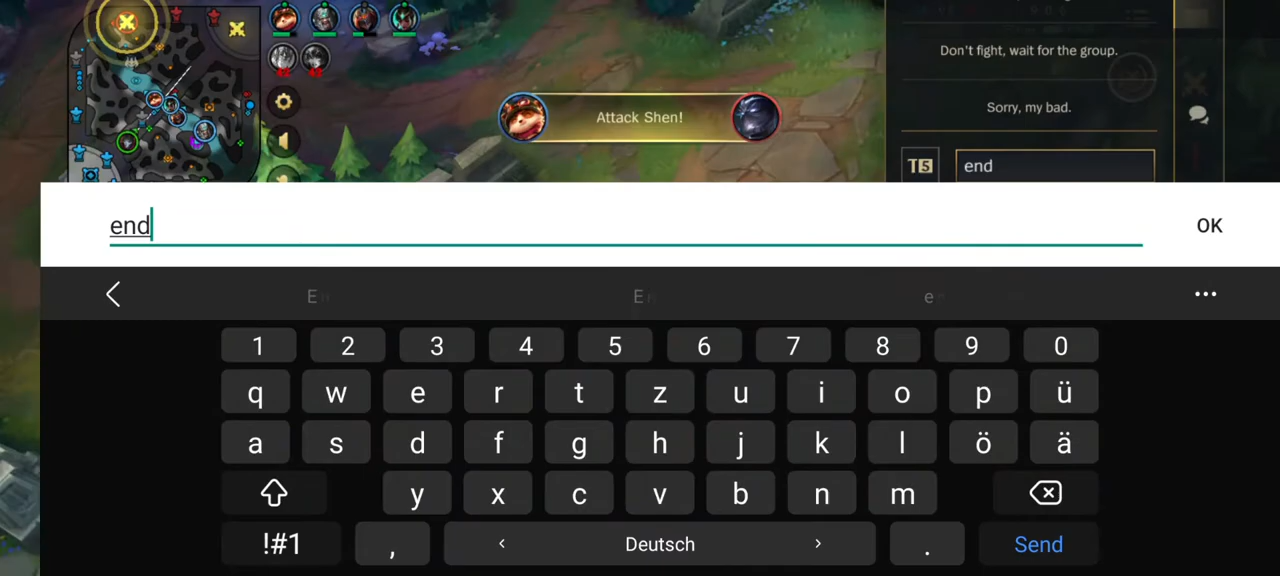 Don't fight, wait for the group.
Attack Shen!
Sorry, my bad.
T5
end
end
OK
1 2 3 4 5 6 7 8 9 0
q w e r t z u i o p ü
a s d f g h j k l ö ä
y x c v b n m
!#1 , < Deutsch > . Send